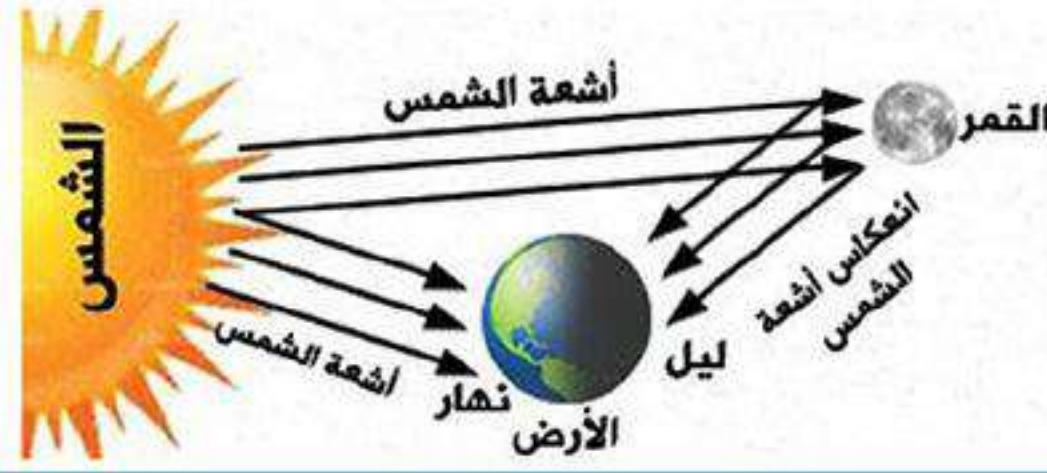 أشعة الشمس
القمر
الشمس
انعكاس أشعة
الشمس
أشعة الشمس
ليل
نهار
الأرض